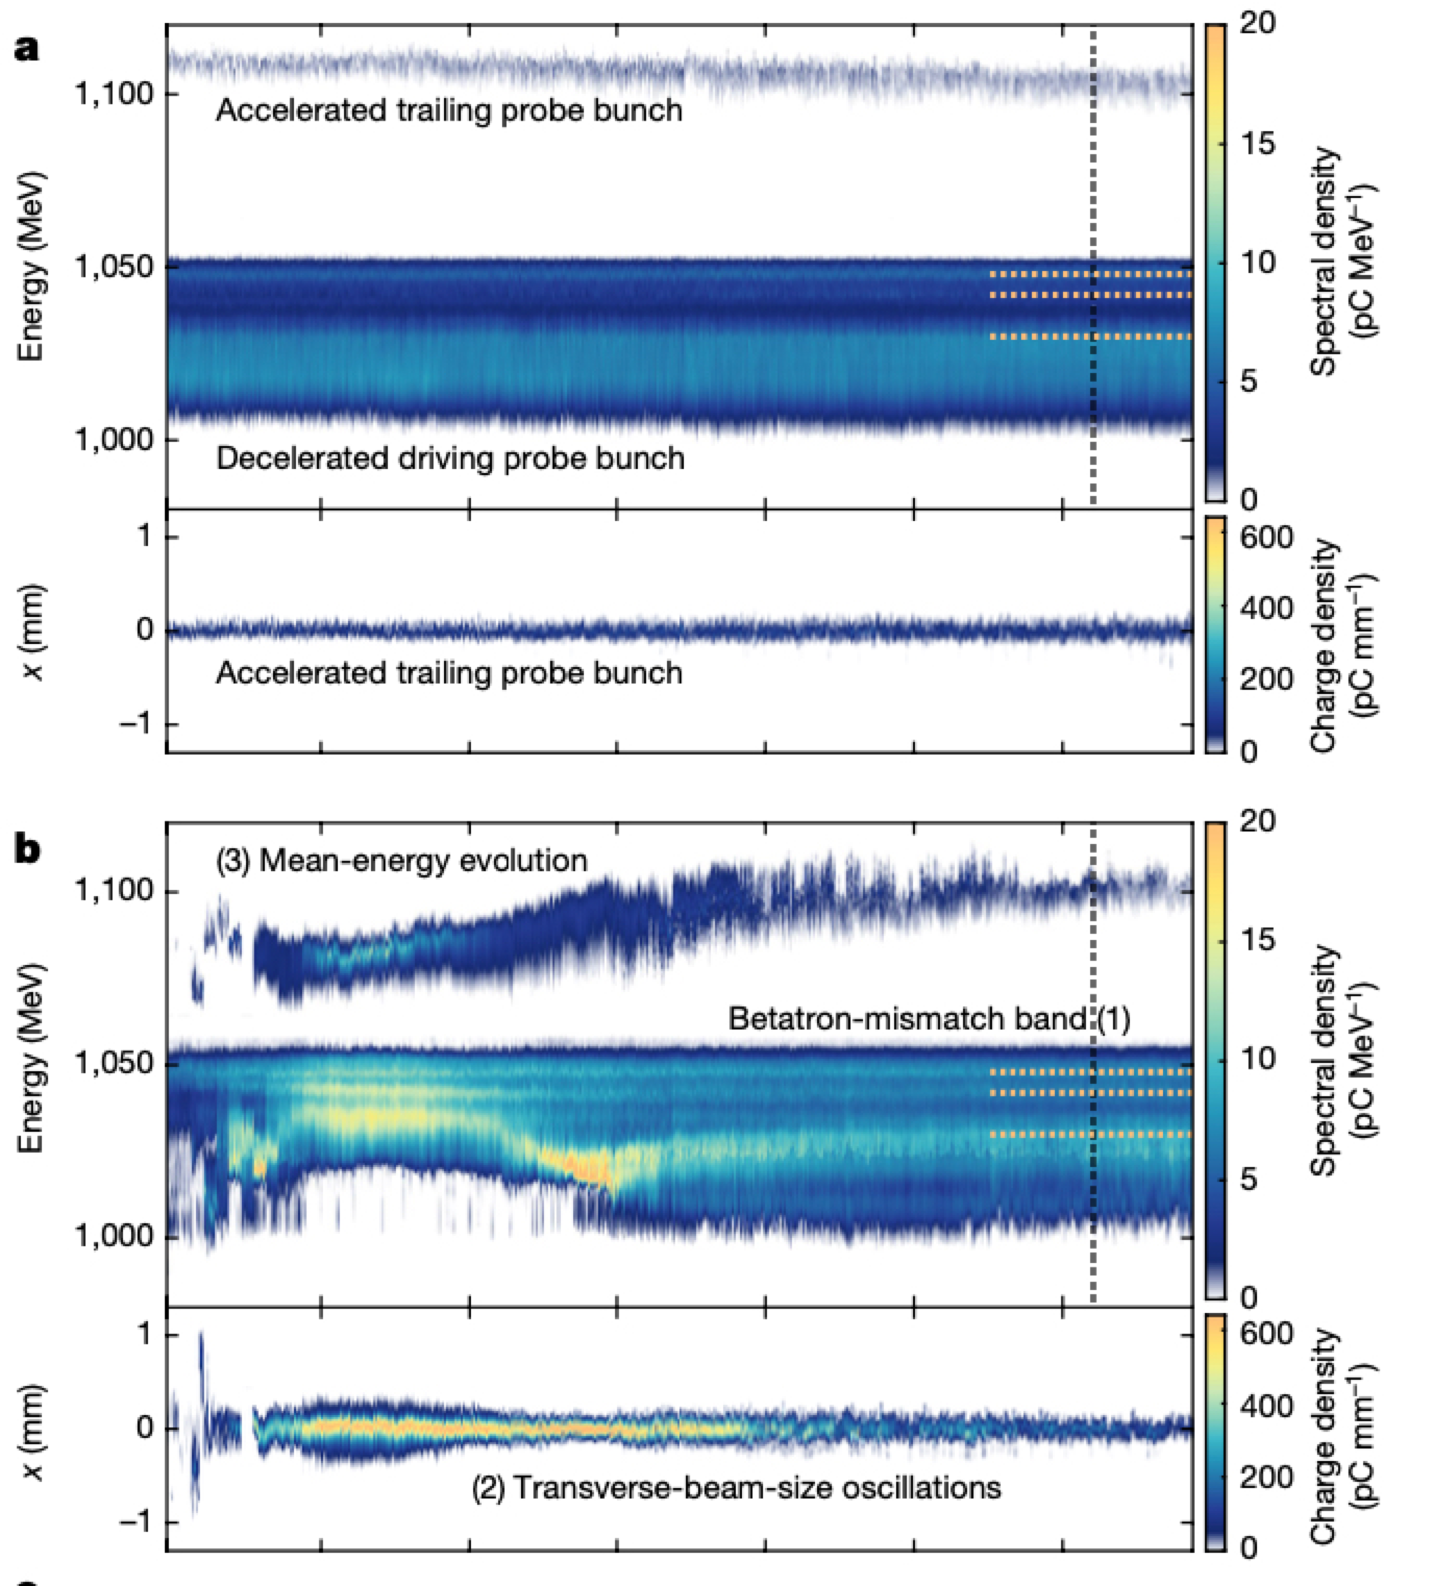 a
1,100
1,050
1,000
Energy (MeV)
Accelerated trailing probe bunch
Decelerated driving probe bunch
20
15
10
5
0
Spectral density
(pC MeV⁻¹)
1
0
−1
x (mm)
Accelerated trailing probe bunch
600
400
200
0
Charge density
(pC mm⁻¹)
b
1,100
1,050
1,000
Energy (MeV)
(3) Mean-energy evolution
Betatron-mismatch band (1)
20
15
10
5
0
Spectral density
(pC MeV⁻¹)
1
0
−1
x (mm)
(2) Transverse-beam-size oscillations
600
400
200
0
Charge density
(pC mm⁻¹)